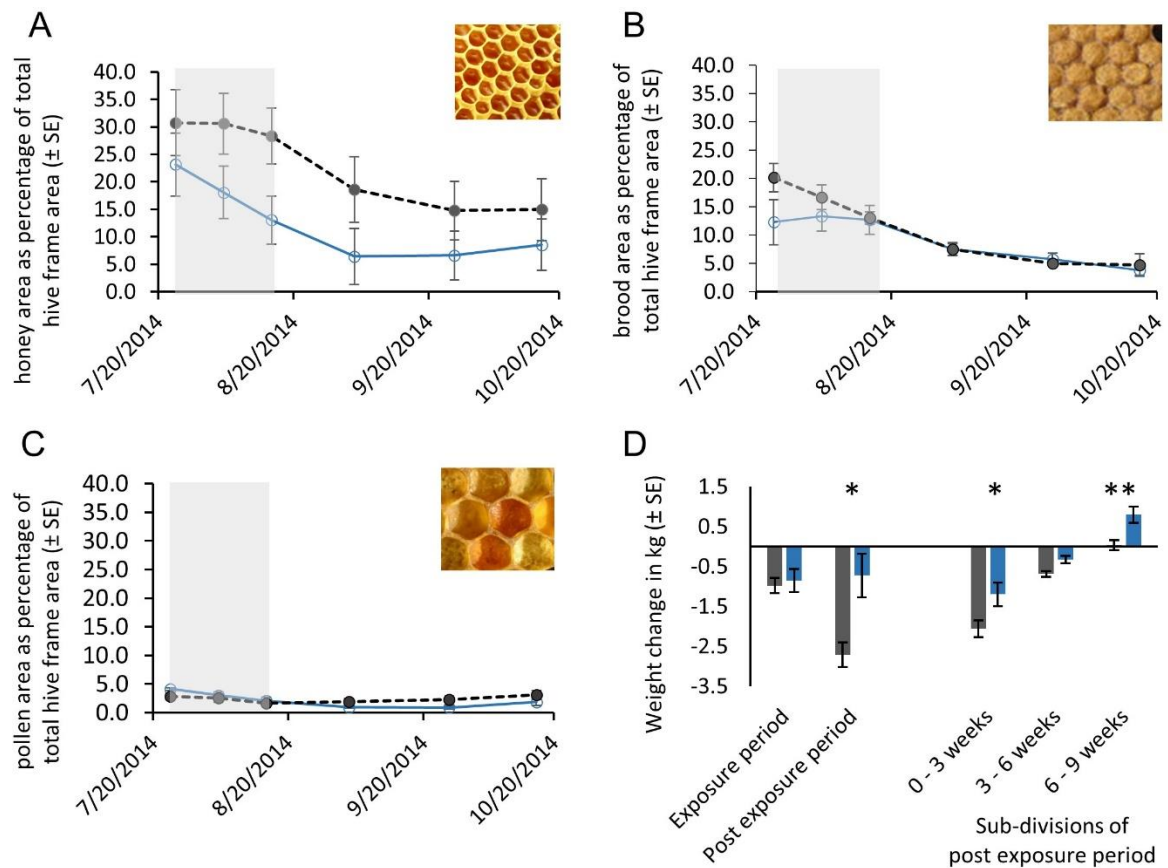 A
honey area as percentage of total
hive frame area (± SE)
40.0
35.0
30.0
25.0
20.0
15.0
10.0
5.0
0.0
7/20/2014
8/20/2014
9/20/2014
10/20/2014
B
brood area as percentage of
total hive frame area (± SE)
40.0
35.0
30.0
25.0
20.0
15.0
10.0
5.0
0.0
7/20/2014
8/20/2014
9/20/2014
10/20/2014
C
pollen area as percentage of
total hive frame area (± SE)
40.0
35.0
30.0
25.0
20.0
15.0
10.0
5.0
0.0
7/20/2014
8/20/2014
9/20/2014
10/20/2014
D
Weight change in kg (± SE)
1.5
0.5
-0.5
-1.5
-2.5
-3.5
*
*
**
Exposure period
Post exposure period
0 - 3 weeks
3 - 6 weeks
6 - 9 weeks
Sub-divisions of
post exposure period